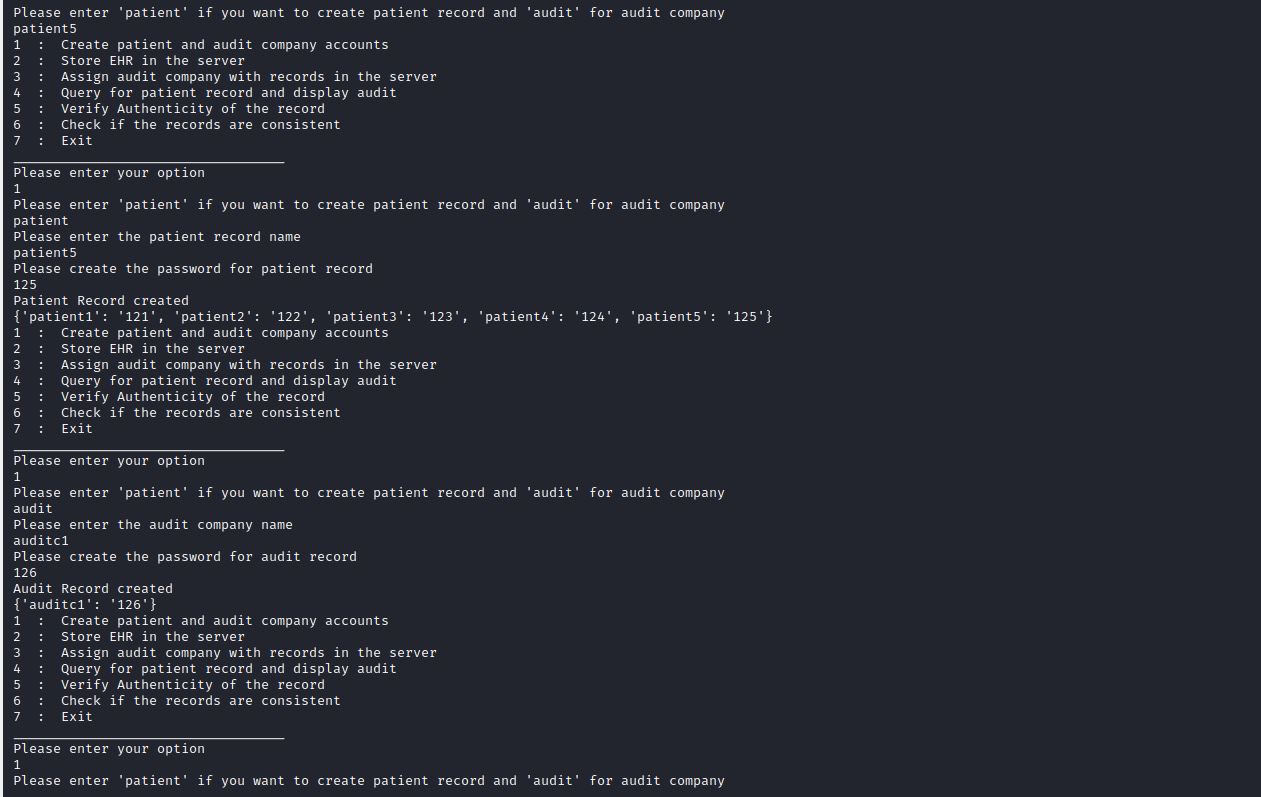 Please enter 'patient' if you want to create patient record and 'audit' for audit company
patient5
1  :  Create patient and audit company accounts
2  :  Store EHR in the server
3  :  Assign audit company with records in the server
4  :  Query for patient record and display audit
5  :  Verify Authenticity of the record
6  :  Check if the records are consistent
7  :  Exit
__________________________________
Please enter your option
1
Please enter 'patient' if you want to create patient record and 'audit' for audit company
patient
Please enter the patient record name
patient5
Please create the password for patient record
125
Patient Record created
{'patient1': '121', 'patient2': '122', 'patient3': '123', 'patient4': '124', 'patient5': '125'}
1  :  Create patient and audit company accounts
2  :  Store EHR in the server
3  :  Assign audit company with records in the server
4  :  Query for patient record and display audit
5  :  Verify Authenticity of the record
6  :  Check if the records are consistent
7  :  Exit
__________________________________
Please enter your option
1
Please enter 'patient' if you want to create patient record and 'audit' for audit company
audit
Please enter the audit company name
auditc1
Please create the password for audit record
126
Audit Record created
{'auditc1': '126'}
1  :  Create patient and audit company accounts
2  :  Store EHR in the server
3  :  Assign audit company with records in the server
4  :  Query for patient record and display audit
5  :  Verify Authenticity of the record
6  :  Check if the records are consistent
7  :  Exit
__________________________________
Please enter your option
1
Please enter 'patient' if you want to create patient record and 'audit' for audit company